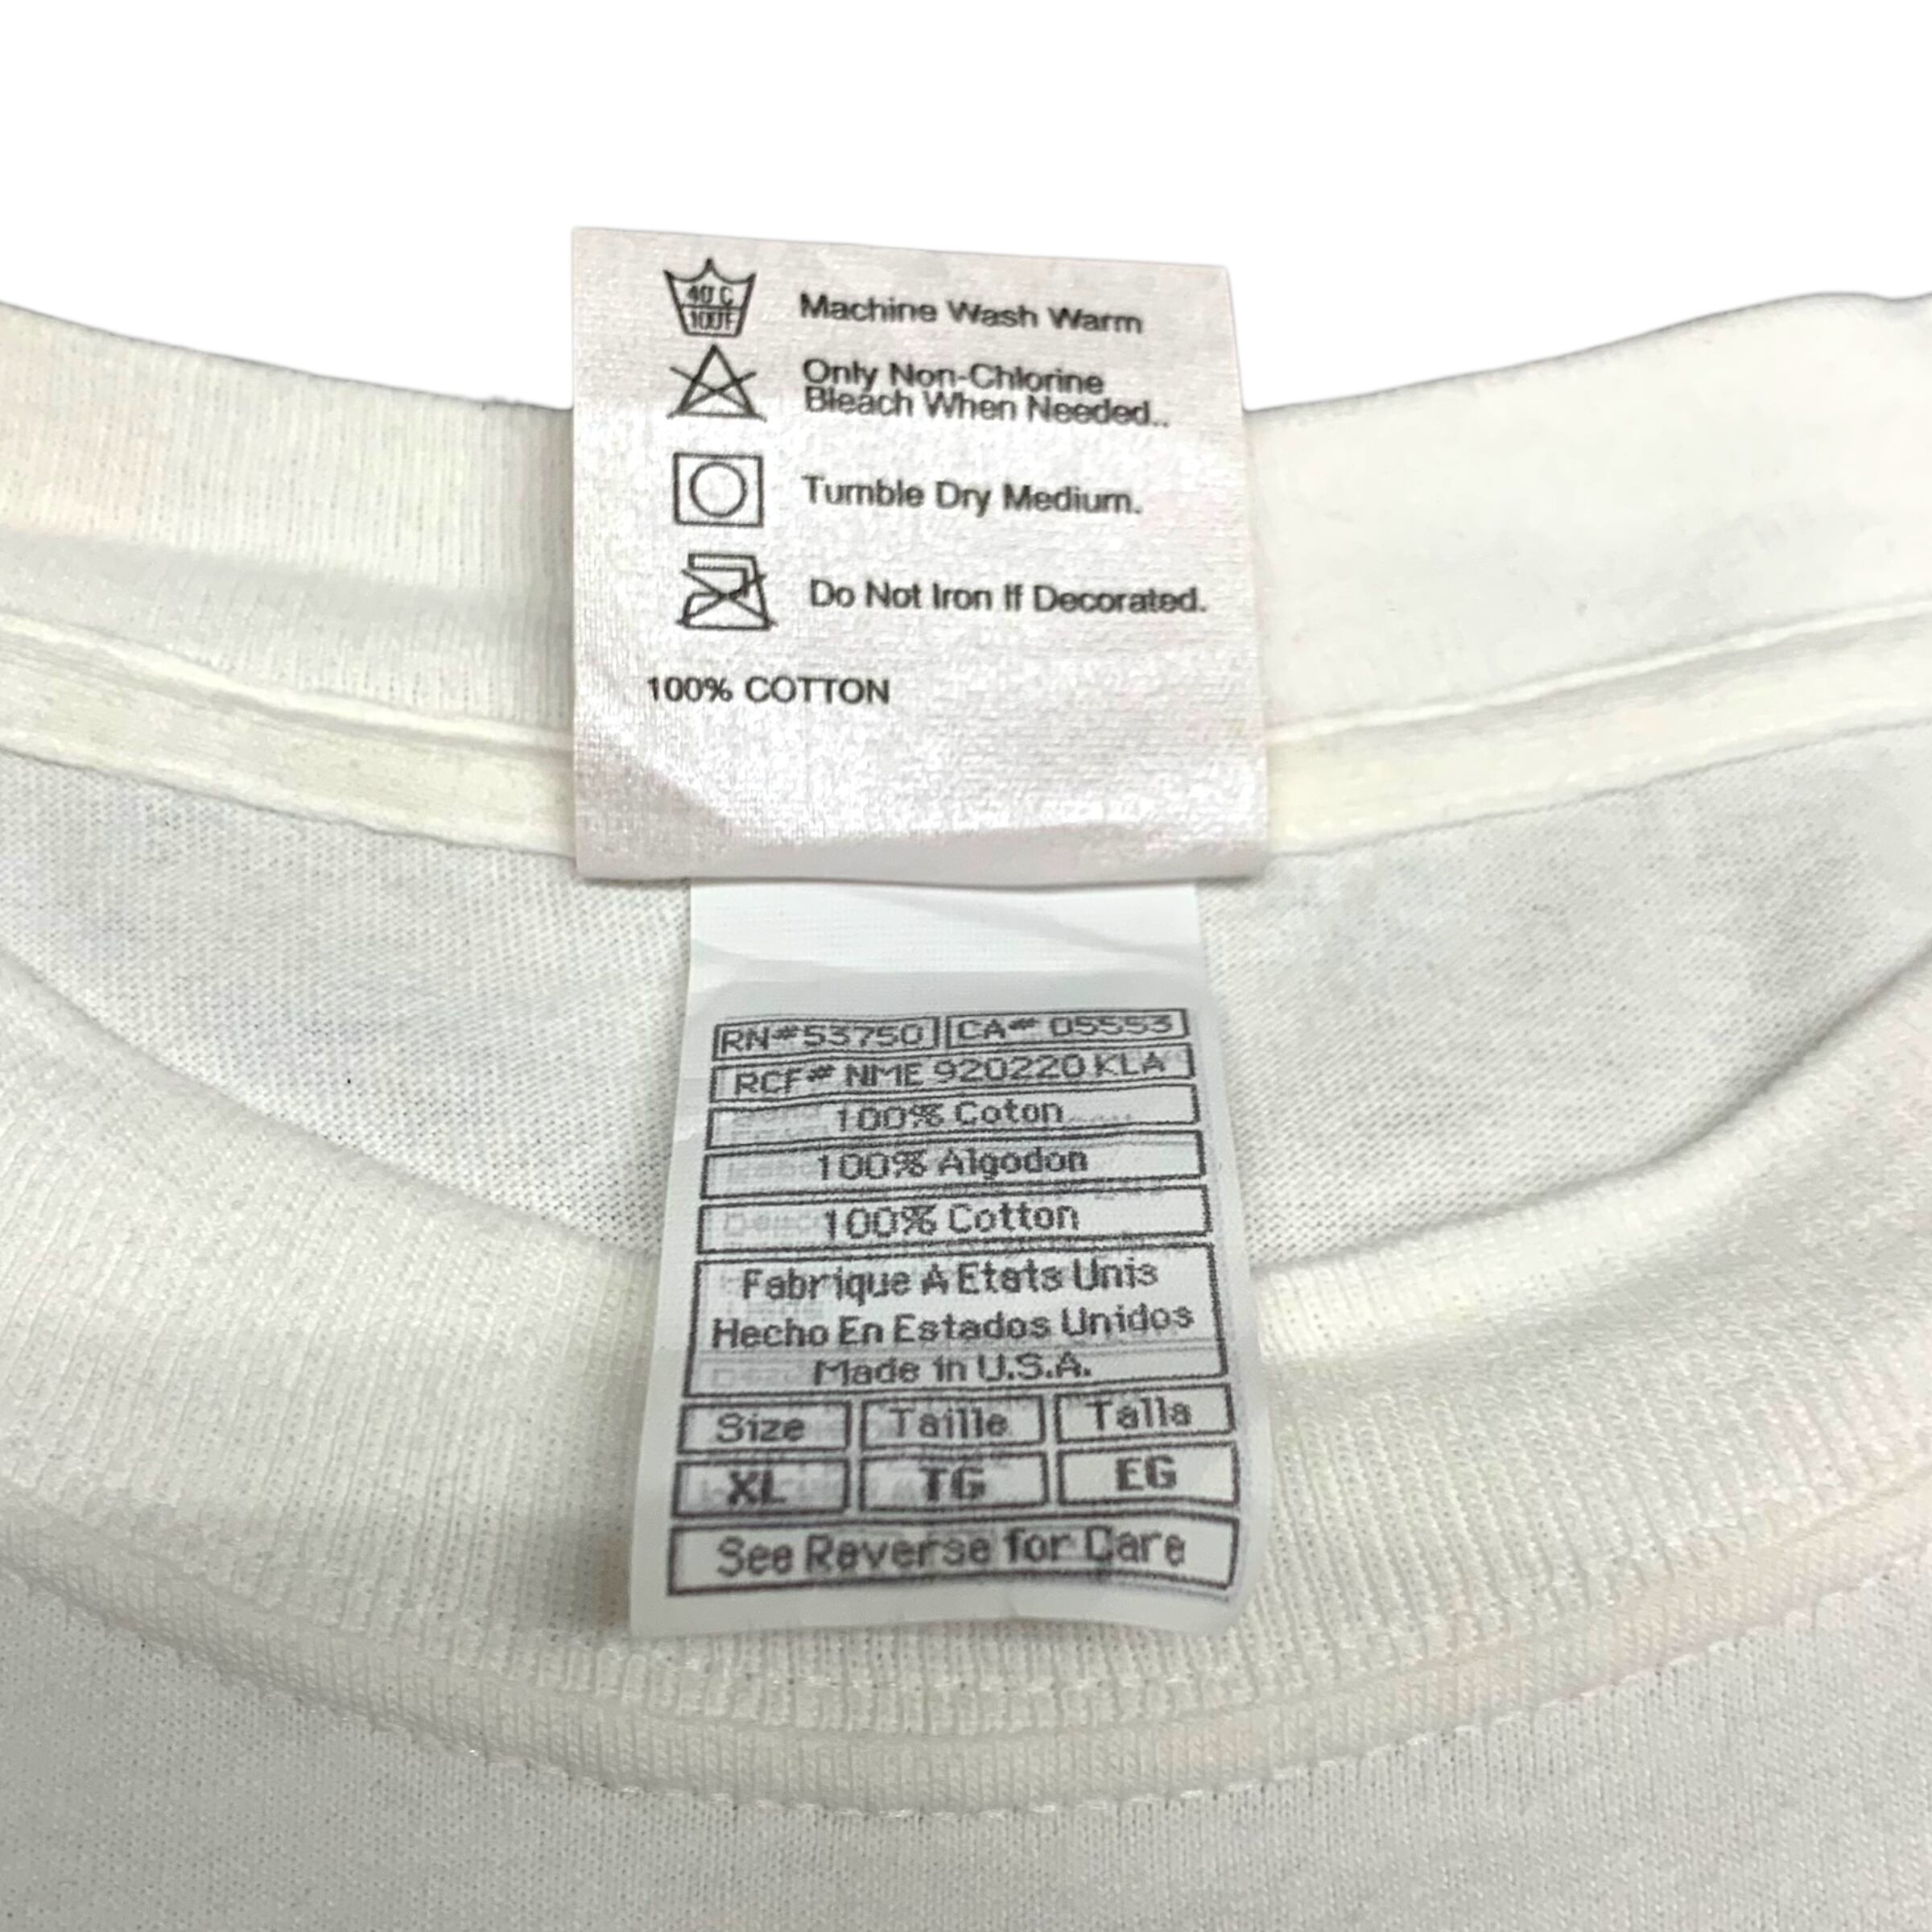 40°C
100°F
Machine Wash Warm
Only Non-Chlorine
Bleach When Needed..
Tumble Dry Medium.
Do Not Iron If Decorated.
100% COTTON
RN#53750 CA# 05553
RCF# NME 920220 KLA
100% Coton
100% Algodon
100% Cotton
Fabrique A Etats Unis
Hecho En Estados Unidos
Made in U.S.A.
Size Taille Talla
XL TG EG
See Reverse for Care